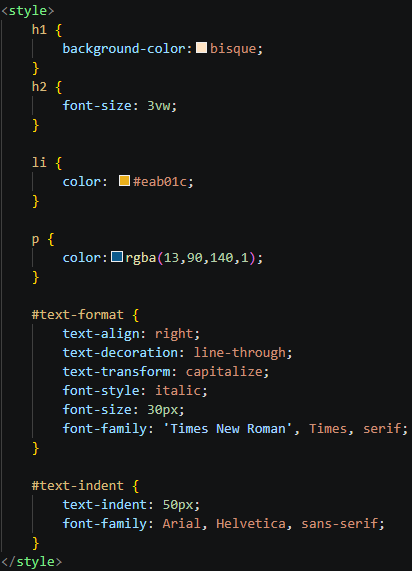 <style>
h1 {
background-color: bisque;
}
h2 {
font-size: 3vw;
}
li {
color: #eab01c;
}
p {
color: rgba(13,90,140,1);
}
#text-format {
text-align: right;
text-decoration: line-through;
text-transform: capitalize;
font-style: italic;
font-size: 30px;
font-family: 'Times New Roman', Times, serif;
}
#text-indent {
text-indent: 50px;
font-family: Arial, Helvetica, sans-serif;
}
</style>